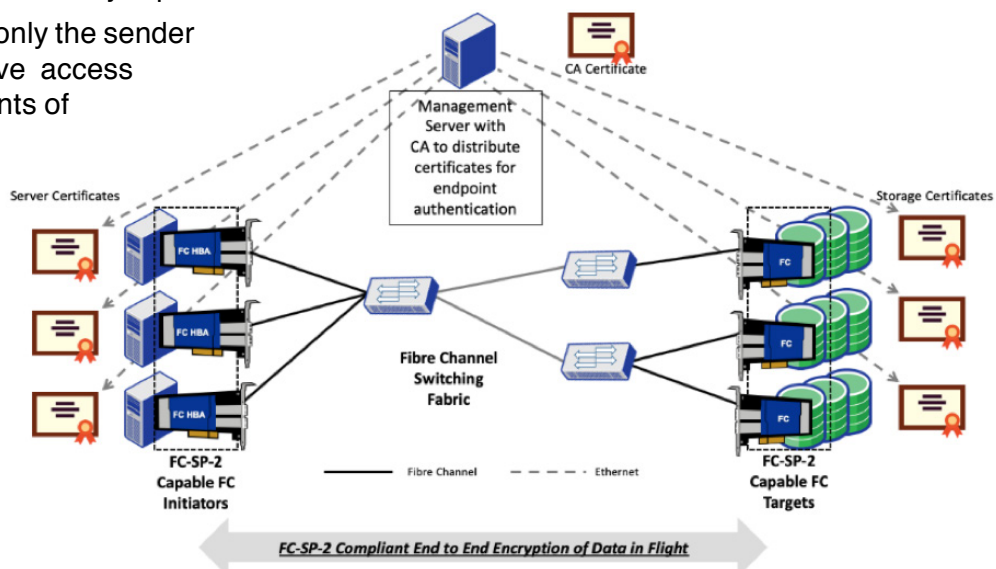 only the sender
ve access
nts of
CA Certificate
Management
Server with
CA to distribute
certificates for
endpoint
authentication
Server Certificates
Storage Certificates
FC HBA
FC
FC HBA
FC
FC HBA
FC
Fibre Channel
Switching
Fabric
FC-SP-2
Capable FC
Initiators
Fibre Channel
Ethernet
FC-SP-2
Capable FC
Targets
FC-SP-2 Compliant End to End Encryption of Data in Flight